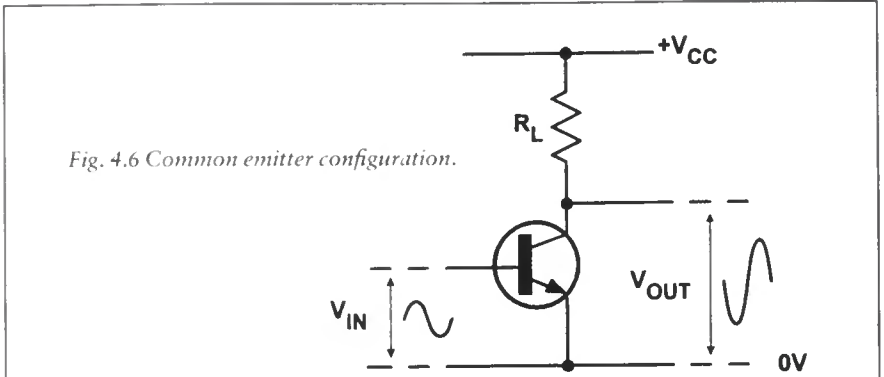 +VCC
RL
Fig. 4.6 Common emitter configuration.
VIN
VOUT
0V